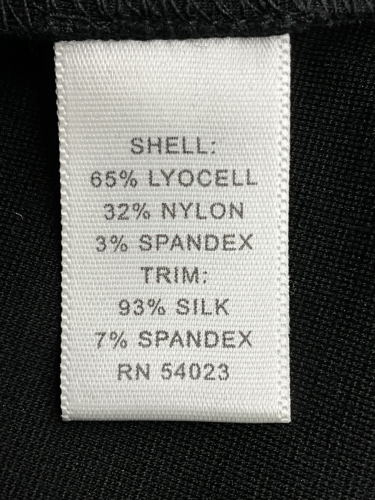 SHELL:
65% LYOCELL
32% NYLON
3% SPANDEX
TRIM:
93% SILK
7% SPANDEX
RN 54023